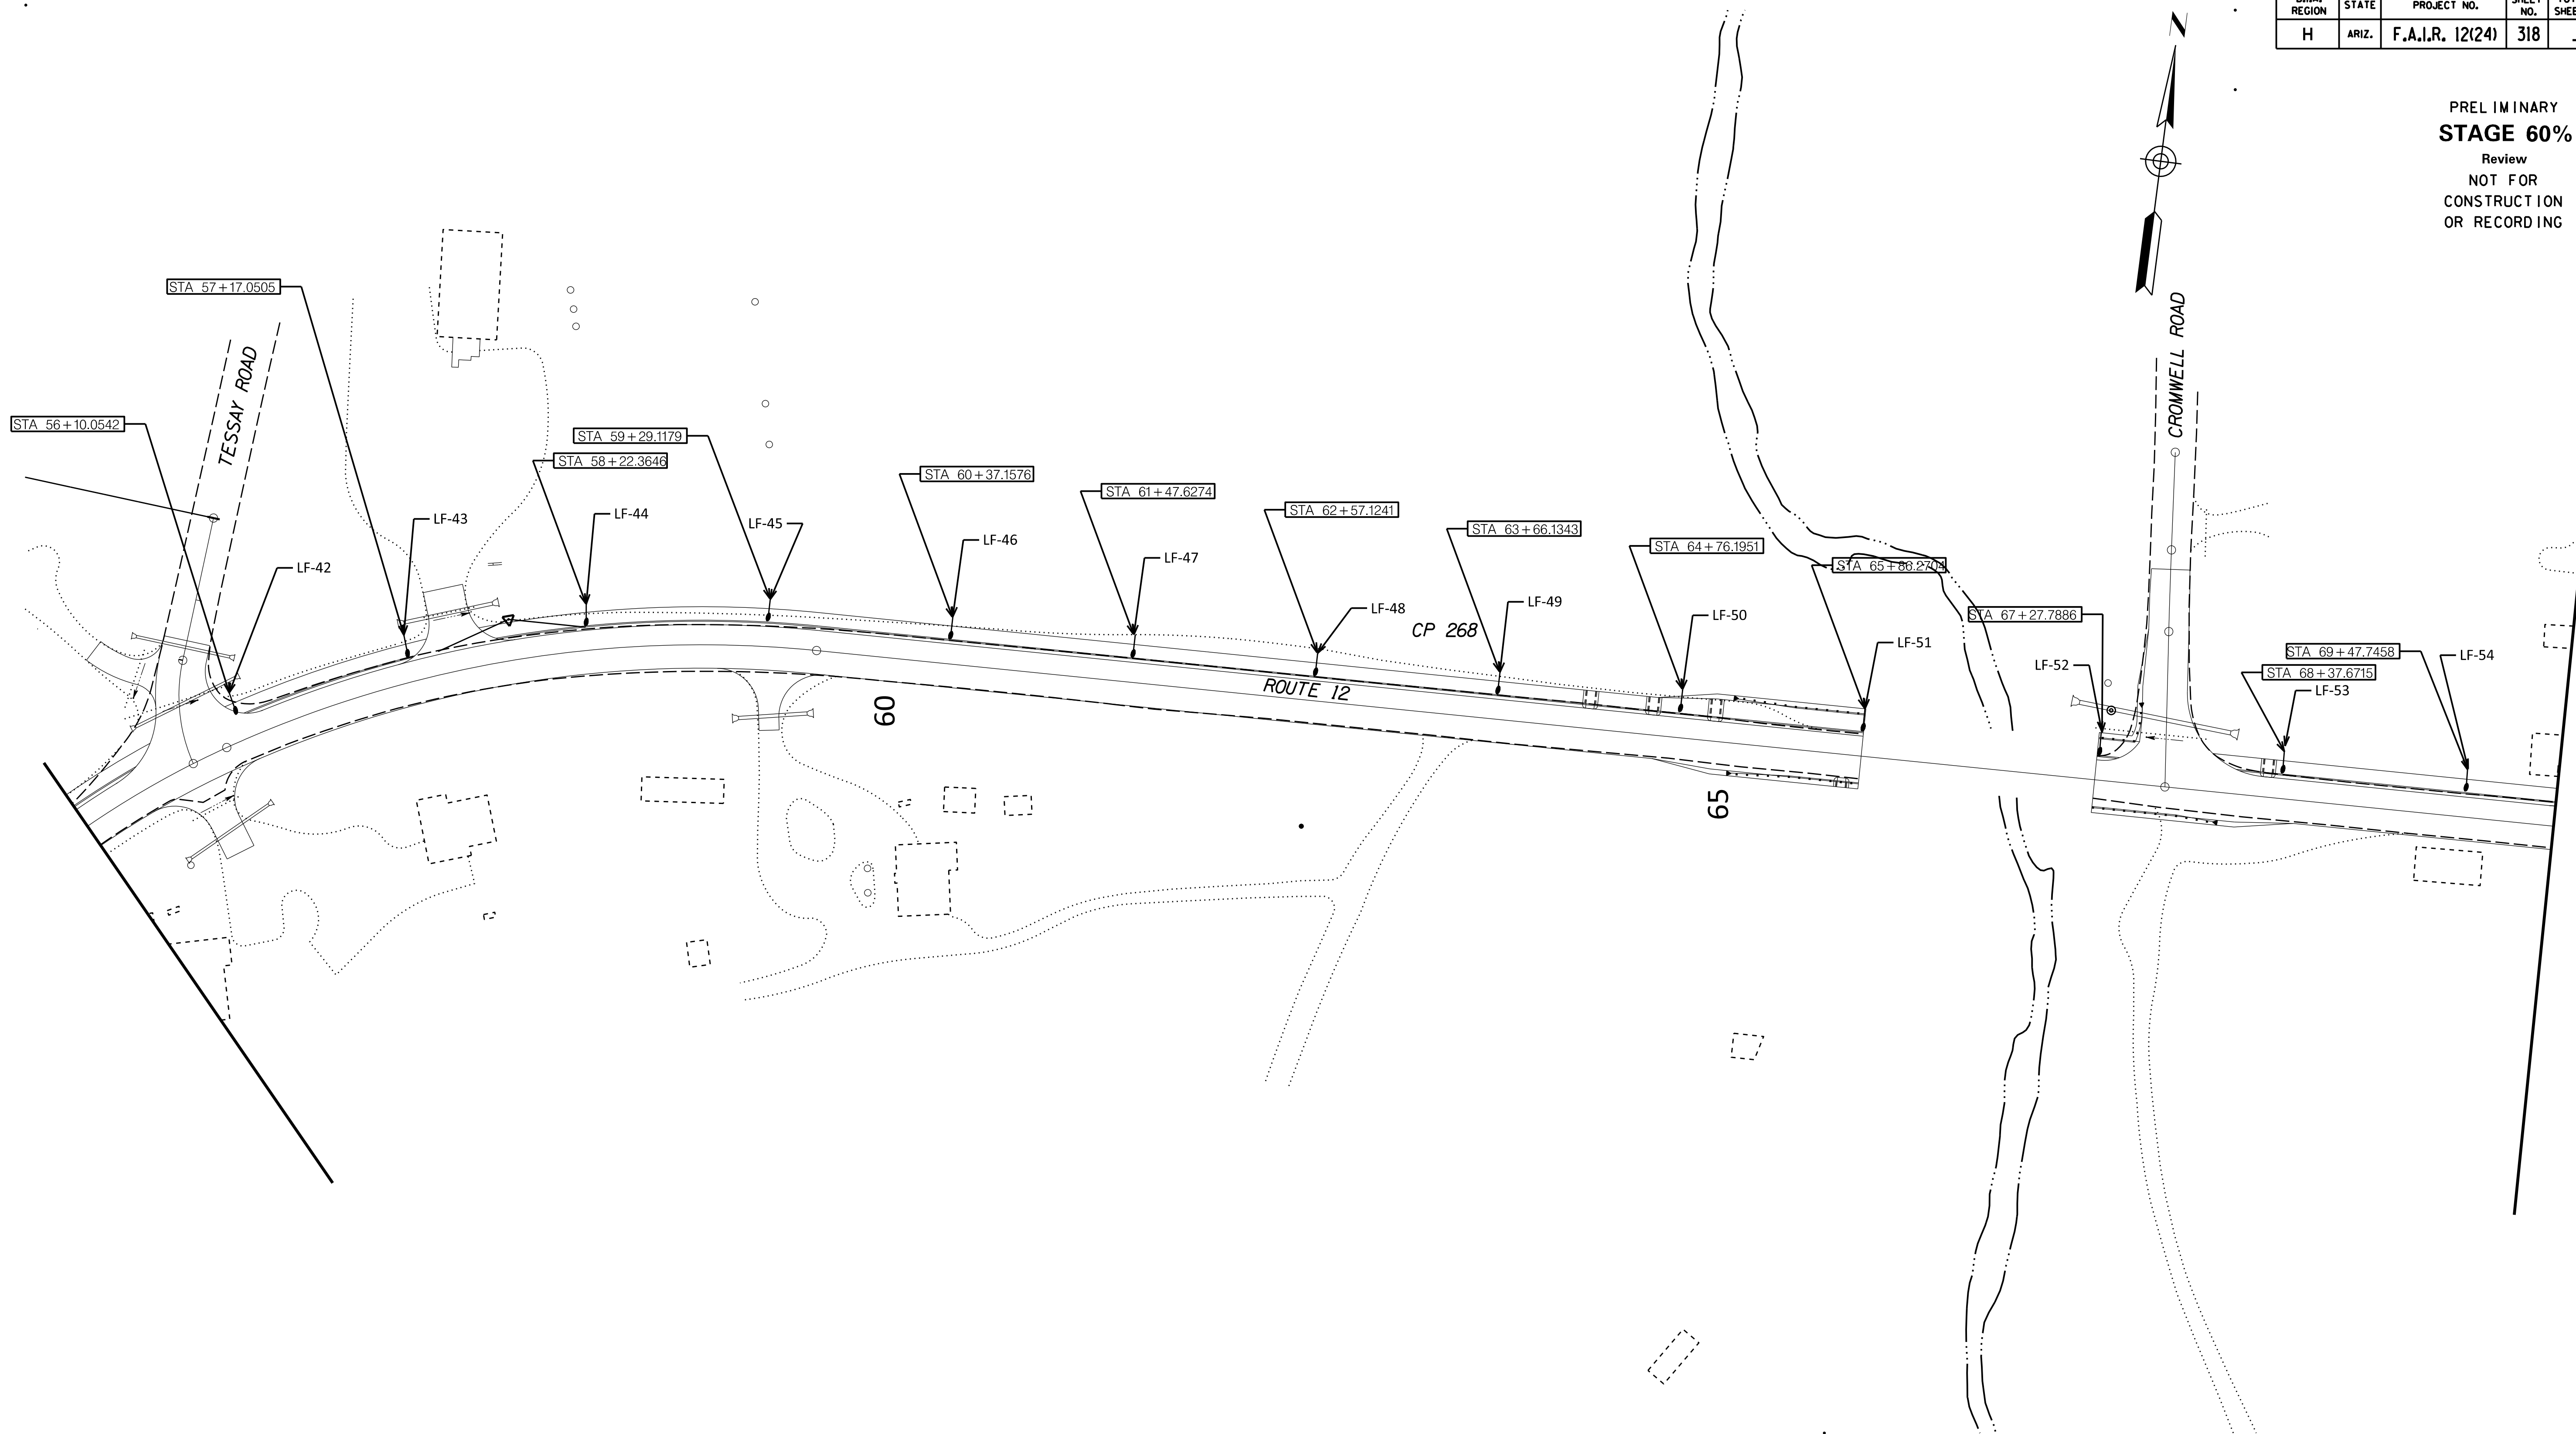 REGION STATE PROJECT NO. NO.
H ARIZ. F.A.I.R. 12(24) 318
N
PRELIMINARY
STAGE 60%
Review
NOT FOR
CONSTRUCTION
OR RECORDING
STA 57+17.0505
TESSAY ROAD
CROMWELL ROAD
STA 56+10.0542
STA 59+29.1179
STA 58+22.3646
STA 60+37.1576
STA 61+47.6274
STA 62+57.1241
STA 63+66.1343
STA 64+76.1951
STA 65+86.2704
STA 67+27.7886
STA 69+47.7458
STA 68+37.6715
LF-42
LF-43
LF-44
LF-45
LF-46
LF-47
LF-48
LF-49
LF-50
LF-51
LF-52
LF-53
LF-54
CP 268
ROUTE 12
60
65